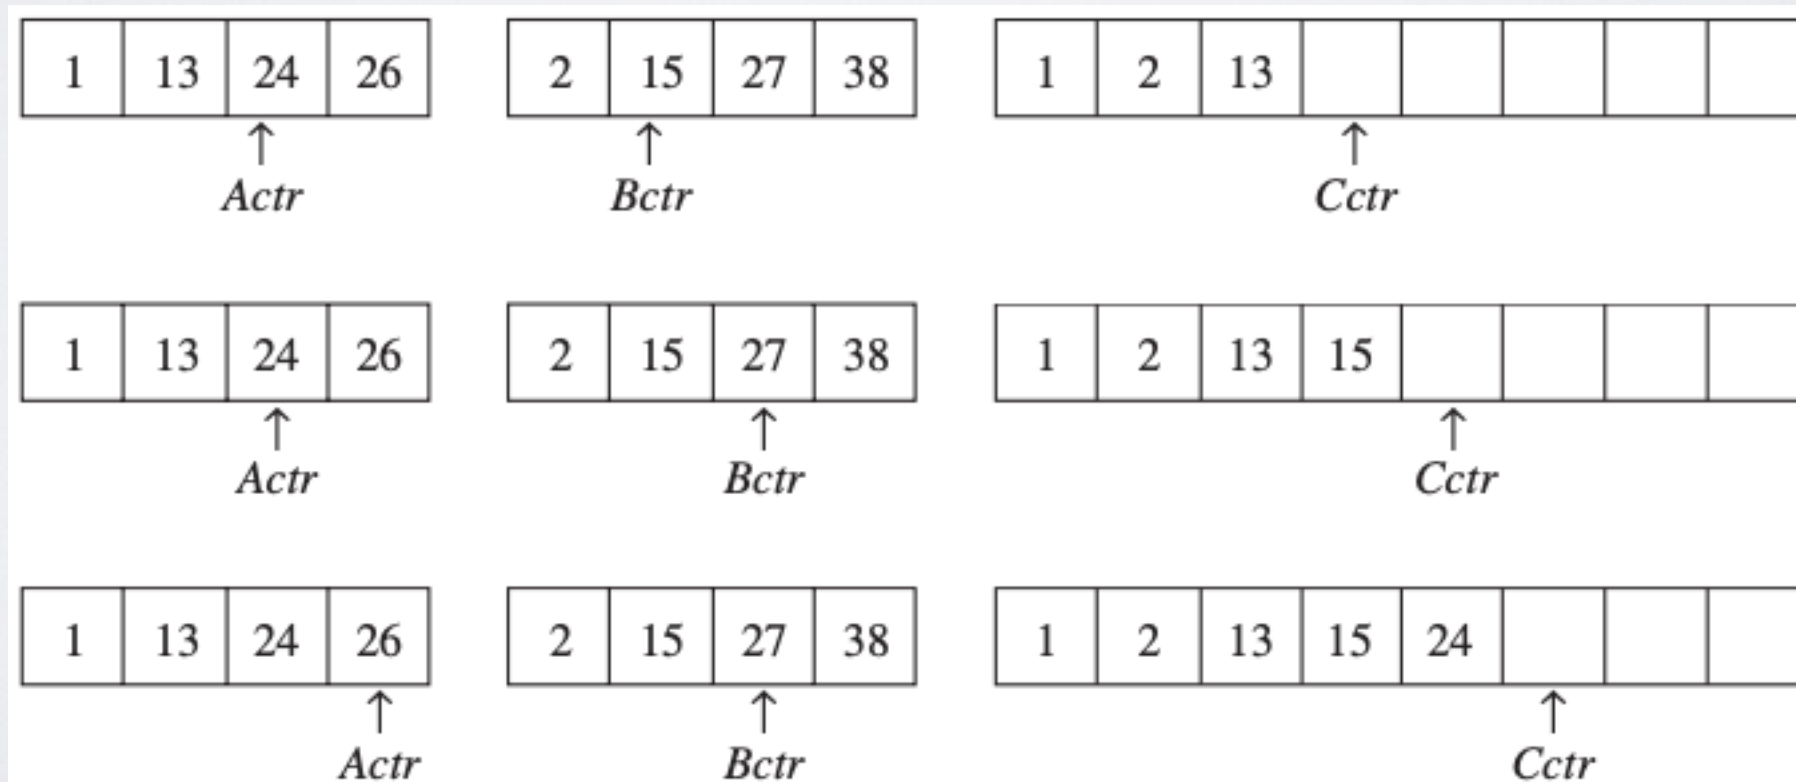 1 13 24 26 2 15 27 38 1 2 13
Actr Bctr Cctr
1 13 24 26 2 15 27 38 1 2 13 15
Actr Bctr Cctr
1 13 24 26 2 15 27 38 1 2 13 15 24
Actr Bctr Cctr